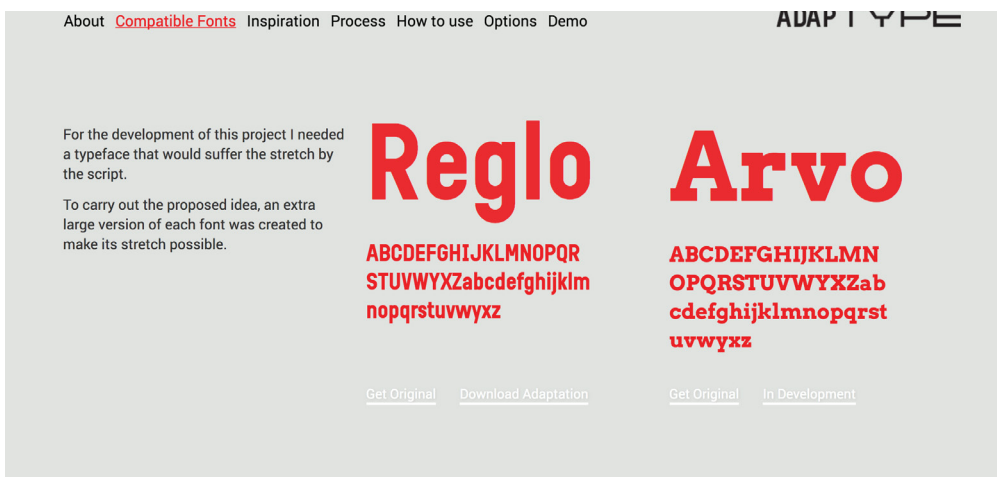 About Compatible Fonts Inspiration Process How to use Options Demo
ADAPTYPE
For the development of this project I needed
a typeface that would suffer the stretch by
the script.
To carry out the proposed idea, an extra
large version of each font was created to
make its stretch possible.
Reglo
ABCDEFGHIJKLMNOPQR
STUVWYXZabcdefghijklm
nopqrstuvwyxz
Get Original Download Adaptation
Arvo
ABCDEFGHIJKLMN
OPQRSTUVWYXZab
cdefghijklmnopqrst
uvwyxz
Get Original In Development